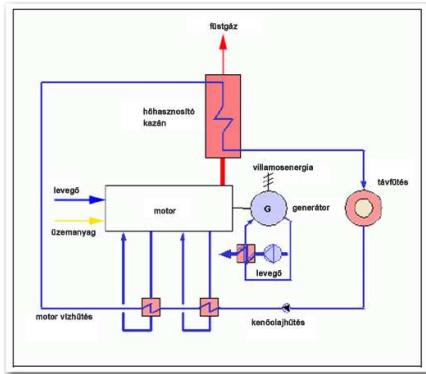 füstgáz
hőhasznosító
kazán
villamosenergia
levegő
motor
G
generátor
távfűtés
üzemanyag
levegő
motor vízhűtés
kenőolajhűtés